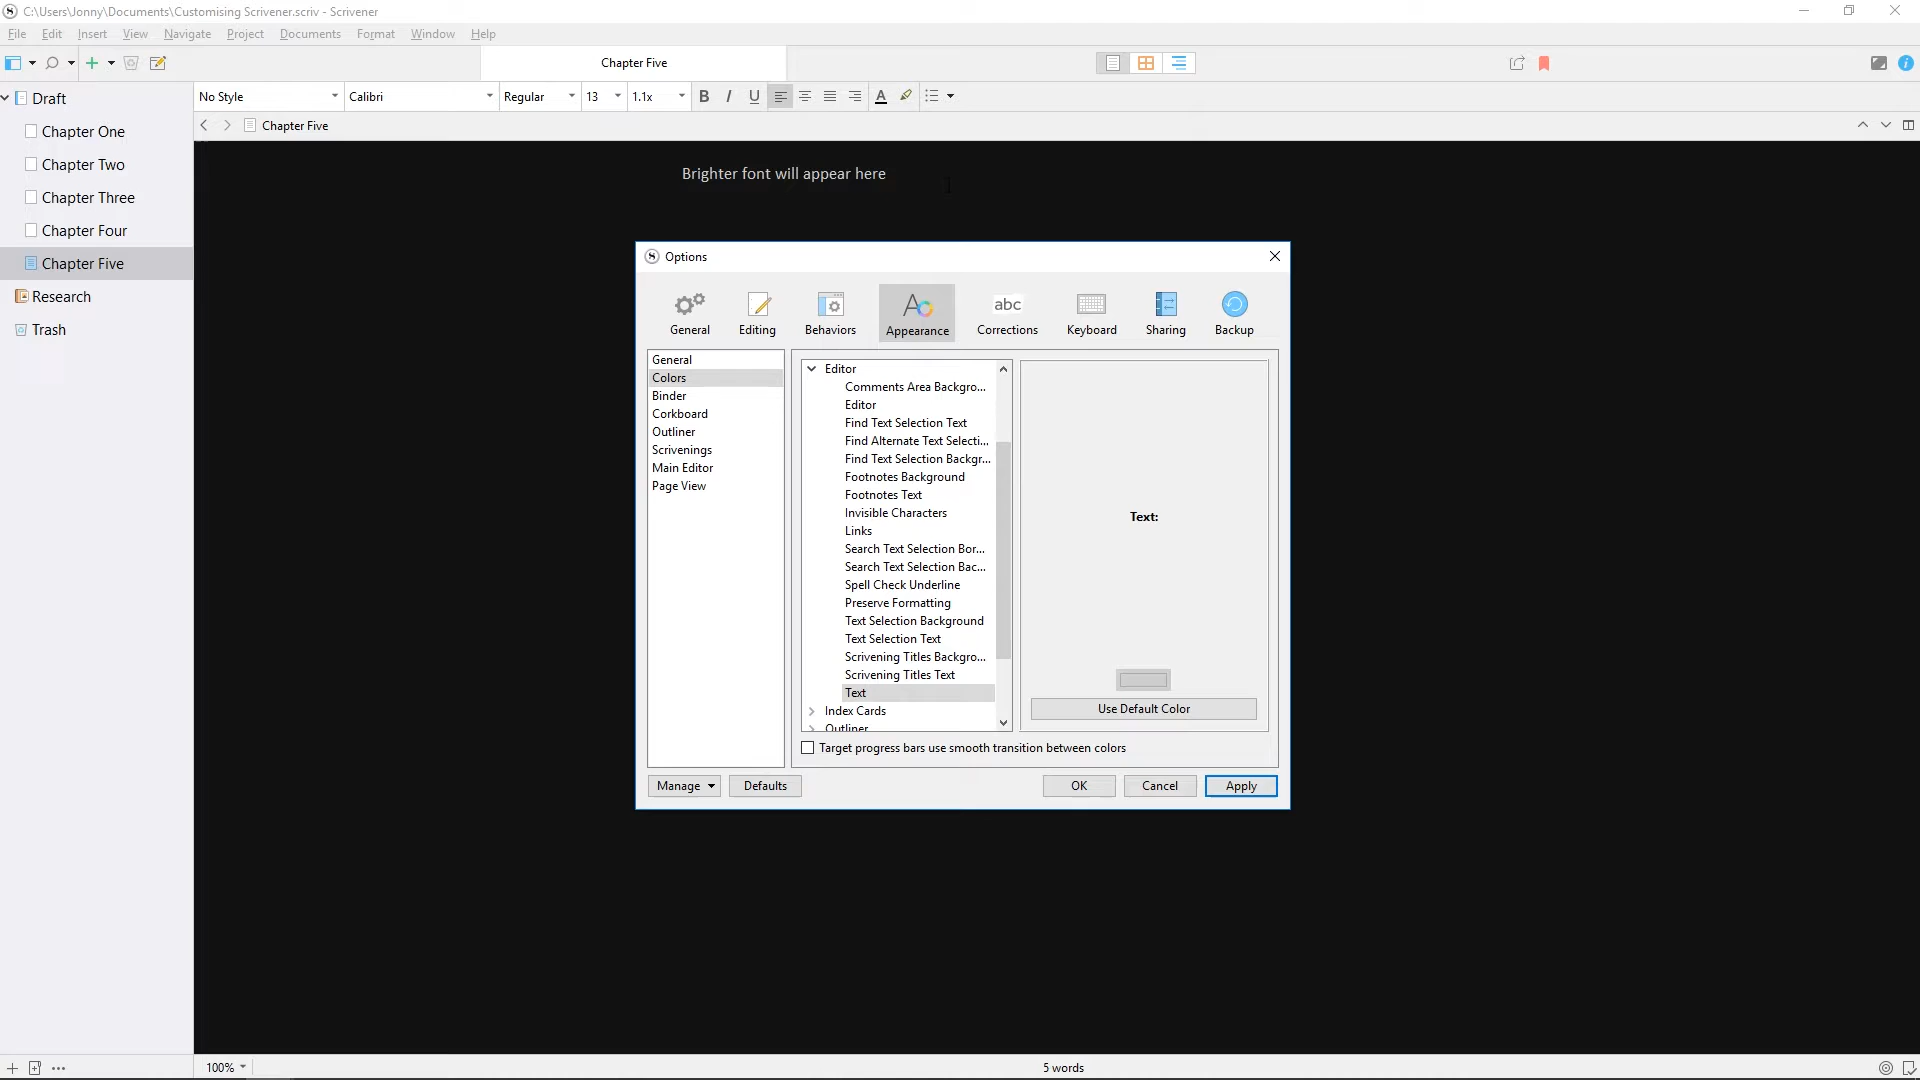 C:\Users\Jonny\Documents\Customising Scrivener.scriv - Scrivener
File Edit Insert View Navigate Project Documents Format Window Help
Chapter Five
Draft
Chapter One
Chapter Two
Chapter Three
Chapter Four
Chapter Five
Research
Trash
No Style Calibri Regular 13 1.1x B I U A
Chapter Five
Brighter font will appear here
Options
General Editing Behaviors Appearance Corrections Keyboard Sharing Backup
General
Colors
Binder
Corkboard
Outliner
Scrivenings
Main Editor
Page View
Editor
Comments Area Backgro...
Editor
Find Text Selection Text
Find Alternate Text Selecti...
Find Text Selection Backgr...
Footnotes Background
Footnotes Text
Invisible Characters
Links
Search Text Selection Bor...
Search Text Selection Bac...
Spell Check Underline
Preserve Formatting
Text Selection Background
Text Selection Text
Scrivening Titles Backgro...
Scrivening Titles Text
Text
Index Cards
Outliner
Text:
Use Default Color
Target progress bars use smooth transition between colors
Manage Defaults OK Cancel Apply
100% 5 words